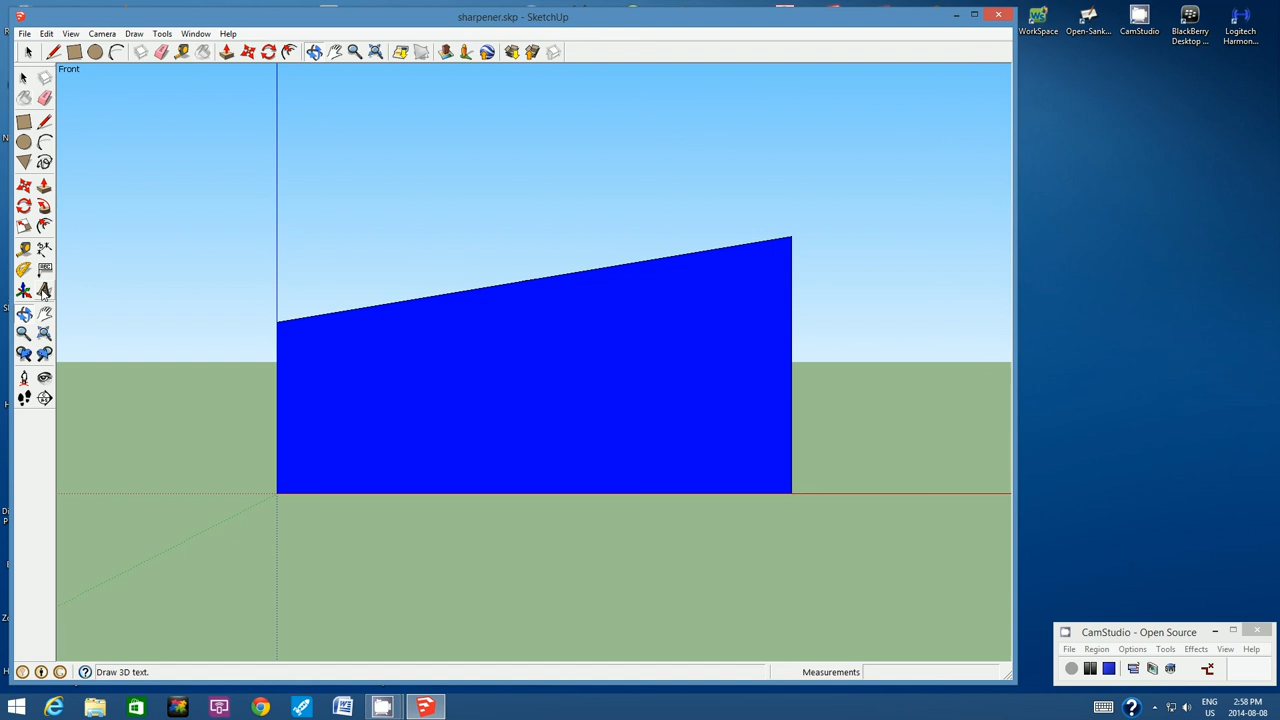 sharpener.skp - SketchUp
File Edit View Camera Draw Tools Window Help
Front
Draw 3D text.
Measurements
WorkSpace
Open-Sank...
CamStudio
BlackBerry Desktop ...
Logitech Harmon...
CamStudio - Open Source
File Region Options Tools Effects View Help
ENG
US
2:58 PM
2014-08-08